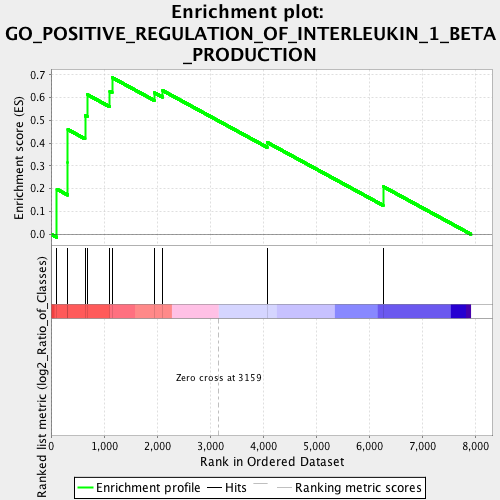 Enrichment plot:
GO_POSITIVE_REGULATION_OF_INTERLEUKIN_1_BETA
_PRODUCTION
Enrichment score (ES)
0.7
0.6
0.5
0.4
0.3
0.2
0.1
0.0
Ranked list metric (log2_Ratio_of_Classes)
Zero cross at 3159
0
1,000
2,000
3,000
4,000
5,000
6,000
7,000
8,000
Rank in Ordered Dataset
Enrichment profile
Hits
Ranking metric scores